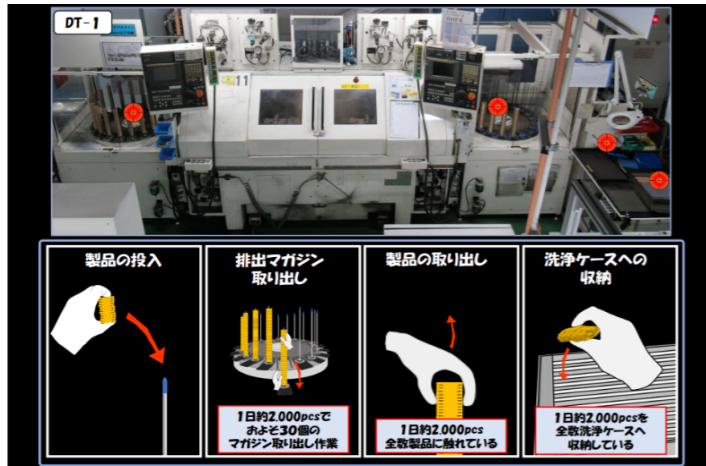 DT-1
11
製品の投入
排出マガジン
取り出し
1日約2,000pcsで
およそ30個の
マガジン取り出し作業
製品の取り出し
1日約2,000pcs
全数製品に触れている
洗浄ケースへの
収納
1日約2,000pcsを
全数洗浄ケースへ
収納している